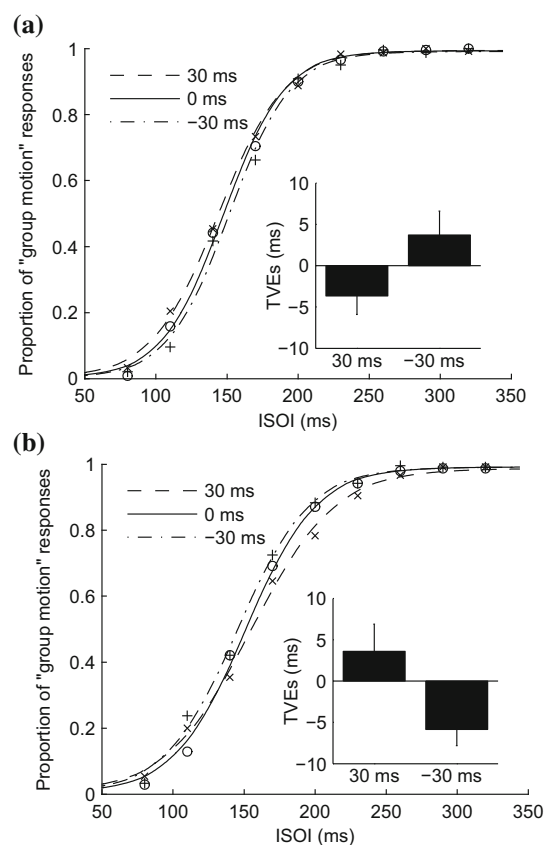 (a)
Proportion of "group motion" responses
1
0.8
0.6
0.4
0.2
0
30 ms
0 ms
−30 ms
TVEs (ms)
10
5
0
−5
−10
30 ms −30 ms
50 100 150 200 250 300 350
ISOI (ms)
(b)
Proportion of "group motion" responses
1
0.8
0.6
0.4
0.2
0
30 ms
0 ms
−30 ms
TVEs (ms)
10
5
0
−5
−10
30 ms −30 ms
50 100 150 200 250 300 350
ISOI (ms)